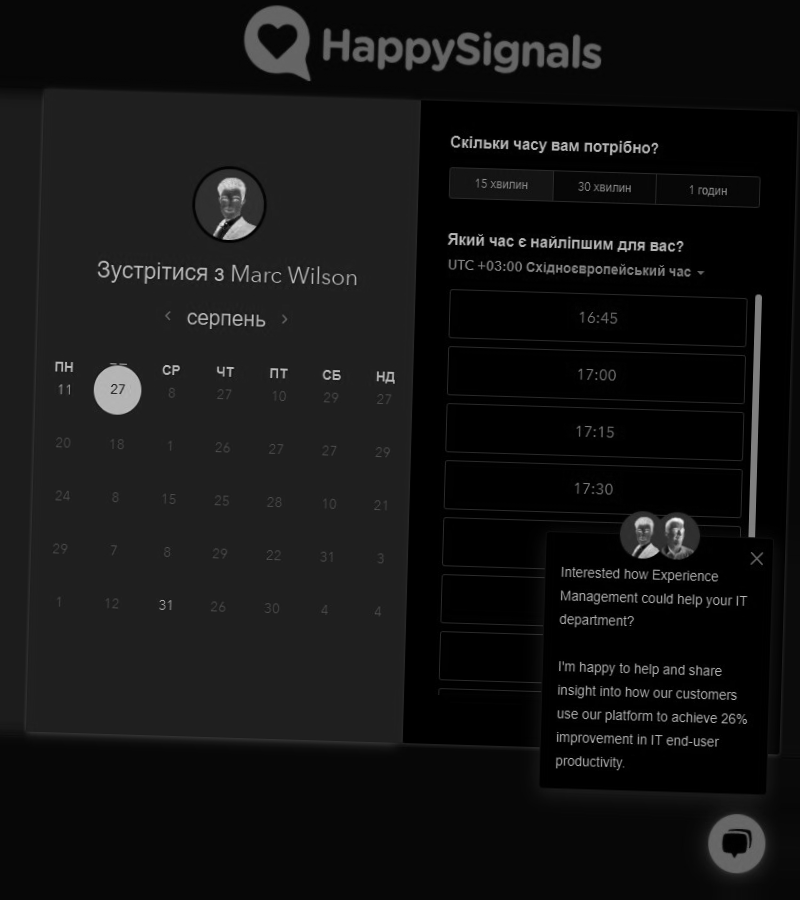 HappySignals
Зустрітися з Marc Wilson
серпень
ПН СР ЧТ ПТ СБ НД
11 27 8 27 10 29 27
20 18 1 26 27 27 29
24 8 15 25 28 10 21
29 7 8 29 22 31 3
1 12 31 26 30 4 4
Скільки часу вам потрібно?
15 хвилин 30 хвилин 1 годин
Який час є найліпшим для вас?
UTC +03:00 Східноєвропейський час
16:45
17:00
17:15
17:30
Interested how Experience
Management could help your IT
department?
I'm happy to help and share
insight into how our customers
use our platform to achieve 26%
improvement in IT end-user
productivity.